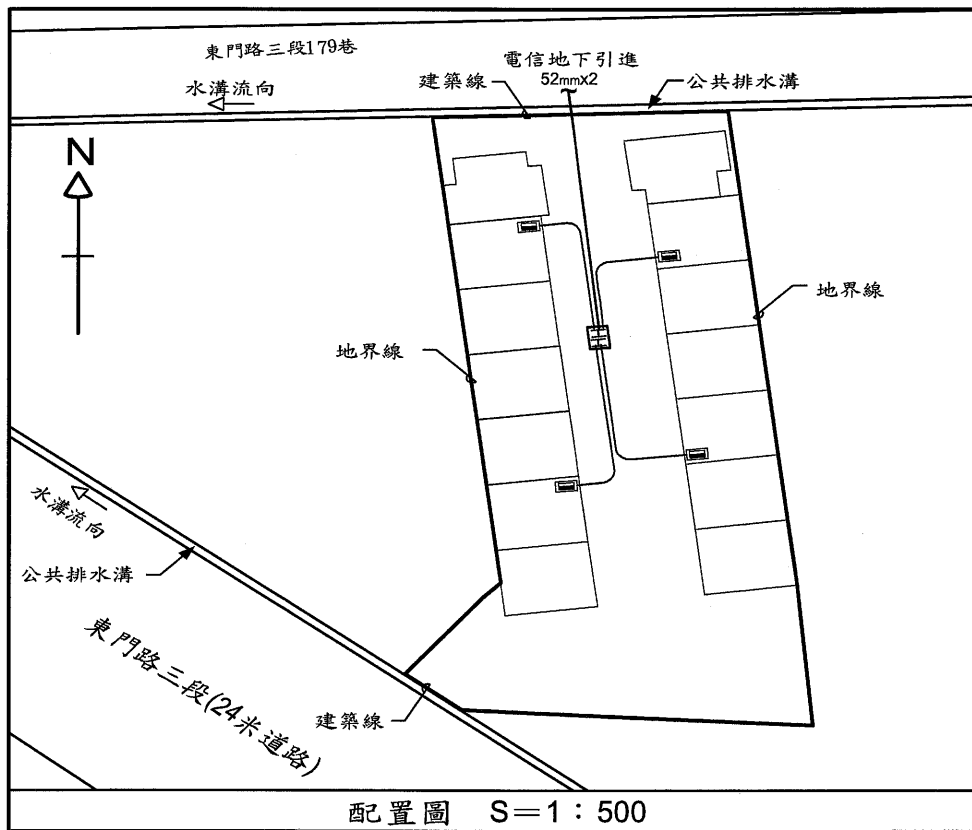 東門路三段179巷
電信地下引進
52mmX2
建築線
公共排水溝
水溝流向
N
地界線
地界線
水溝流向
公共排水溝
東門路三段(24米道路)
建築線
配置圖 S=1:500